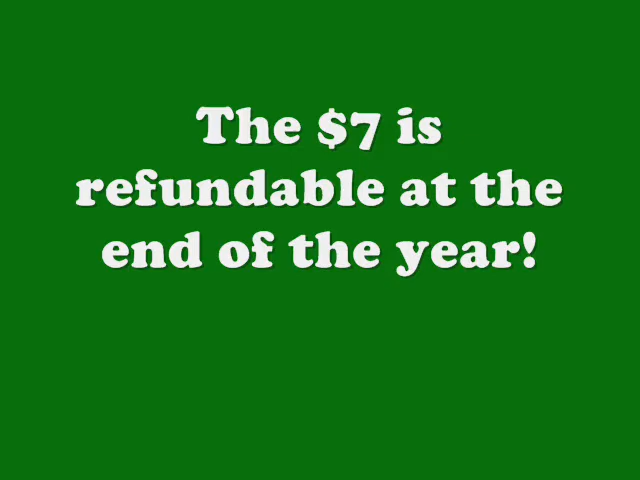 The $7 is
refundable at the
end of the year!